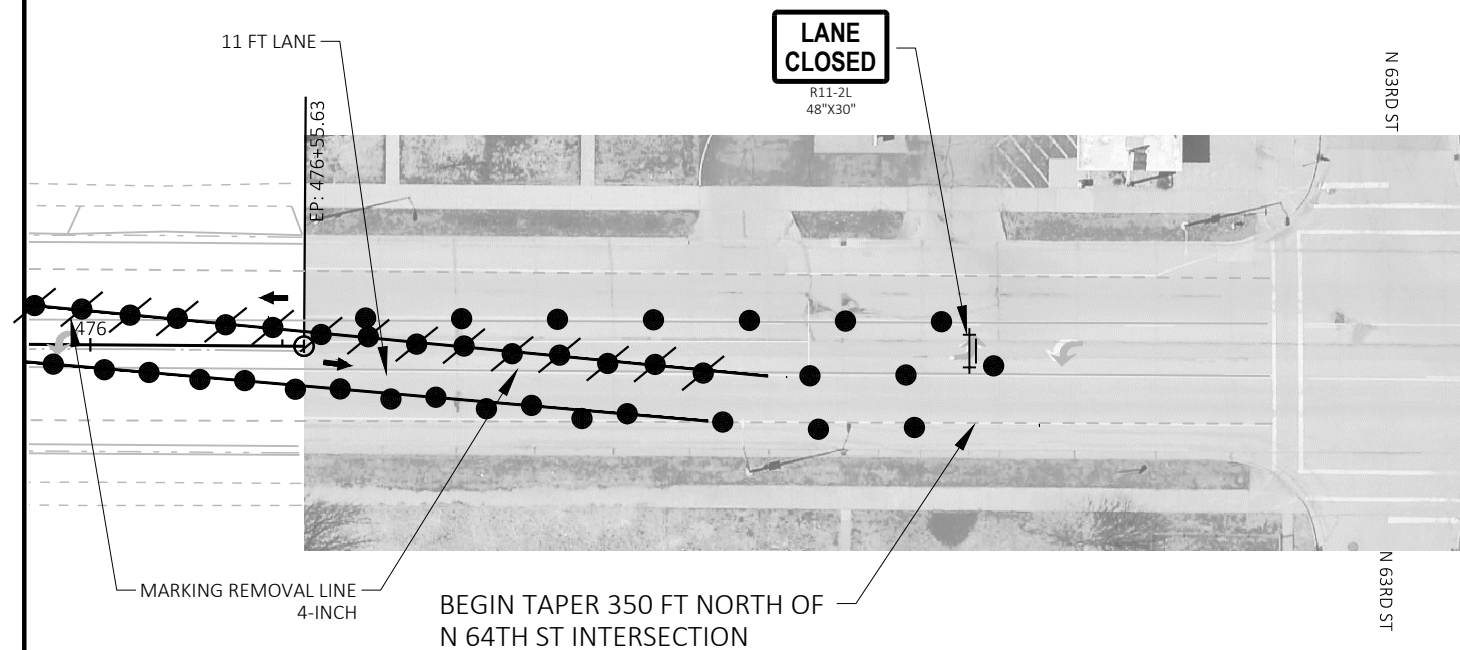 11 FT LANE
LANE
CLOSED
R11-2L
48"X30"
N 63RD ST
EP: 476+55.63
476
MARKING REMOVAL LINE
4-INCH
BEGIN TAPER 350 FT NORTH OF
N 64TH ST INTERSECTION
N 63RD ST